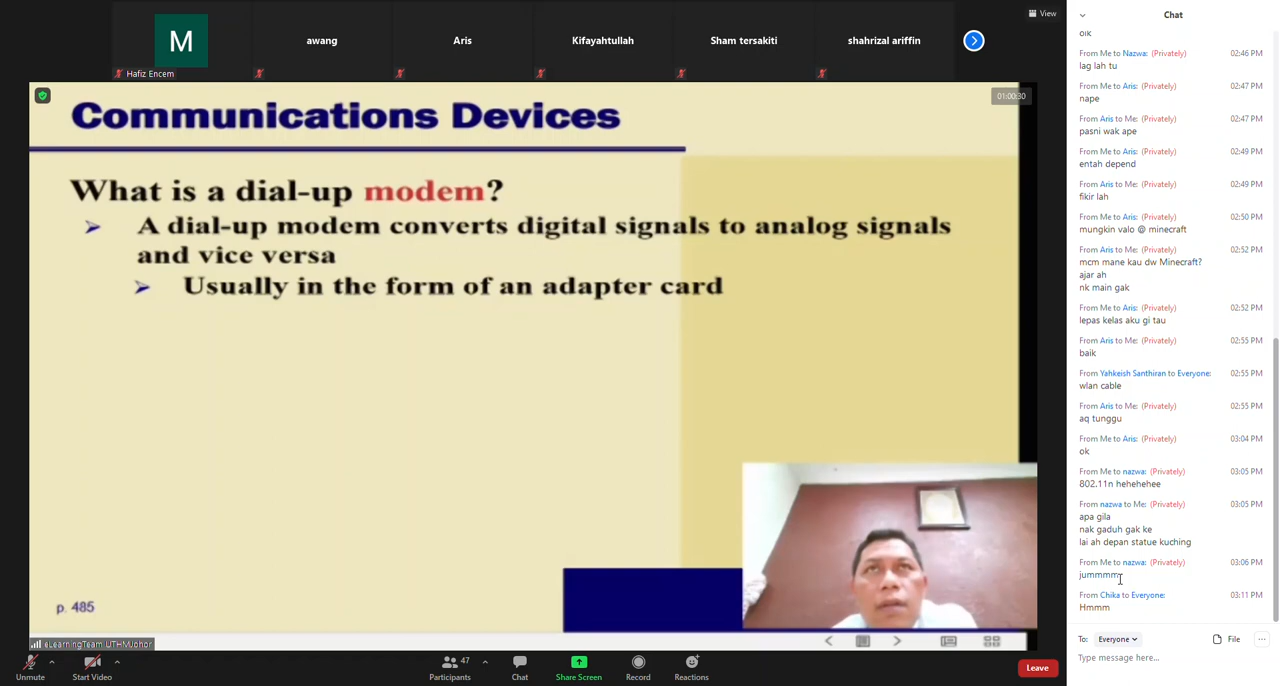 View
Chat
M
awang
Aris
Kifayahtullah
Sham tersakiti
shahrizal ariffin
Hafiz Encem
01:00:30
Communications Devices
What is a dial-up modem?
A dial-up modem converts digital signals to analog signals
and vice versa
Usually in the form of an adapter card
p. 485
eLearningTeam UTHMJohor
Unmute
Start Video
47
Participants
Chat
Share Screen
Record
Reactions
Leave
oik
From Me to Nazwa: (Privately) 02:46 PM
lag lah tu
From Me to Aris: (Privately) 02:47 PM
nape
From Aris to Me: (Privately) 02:47 PM
pasni wak ape
From Me to Aris: (Privately) 02:49 PM
entah depend
From Aris to Me: (Privately) 02:49 PM
fikir lah
From Me to Aris: (Privately) 02:50 PM
mungkin valo @ minecraft
From Aris to Me: (Privately) 02:52 PM
mcm mane kau dw Minecraft?
ajar ah
nk main gak
From Me to Aris: (Privately) 02:52 PM
lepas kelas aku gi tau
From Aris to Me: (Privately) 02:55 PM
baik
From Yahkeish Santhiran to Everyone: 02:55 PM
wlan cable
From Aris to Me: (Privately) 02:55 PM
aq tunggu
From Me to Aris: (Privately) 03:04 PM
ok
From Me to nazwa: (Privately) 03:05 PM
802.11n hehehehee
From nazwa to Me: (Privately) 03:05 PM
apa gila
nak gaduh gak ke
lai ah depan statue kuching
From Me to nazwa: (Privately) 03:06 PM
jummmm
From Chika to Everyone: 03:11 PM
Hmmm
To: Everyone
File
Type message here...